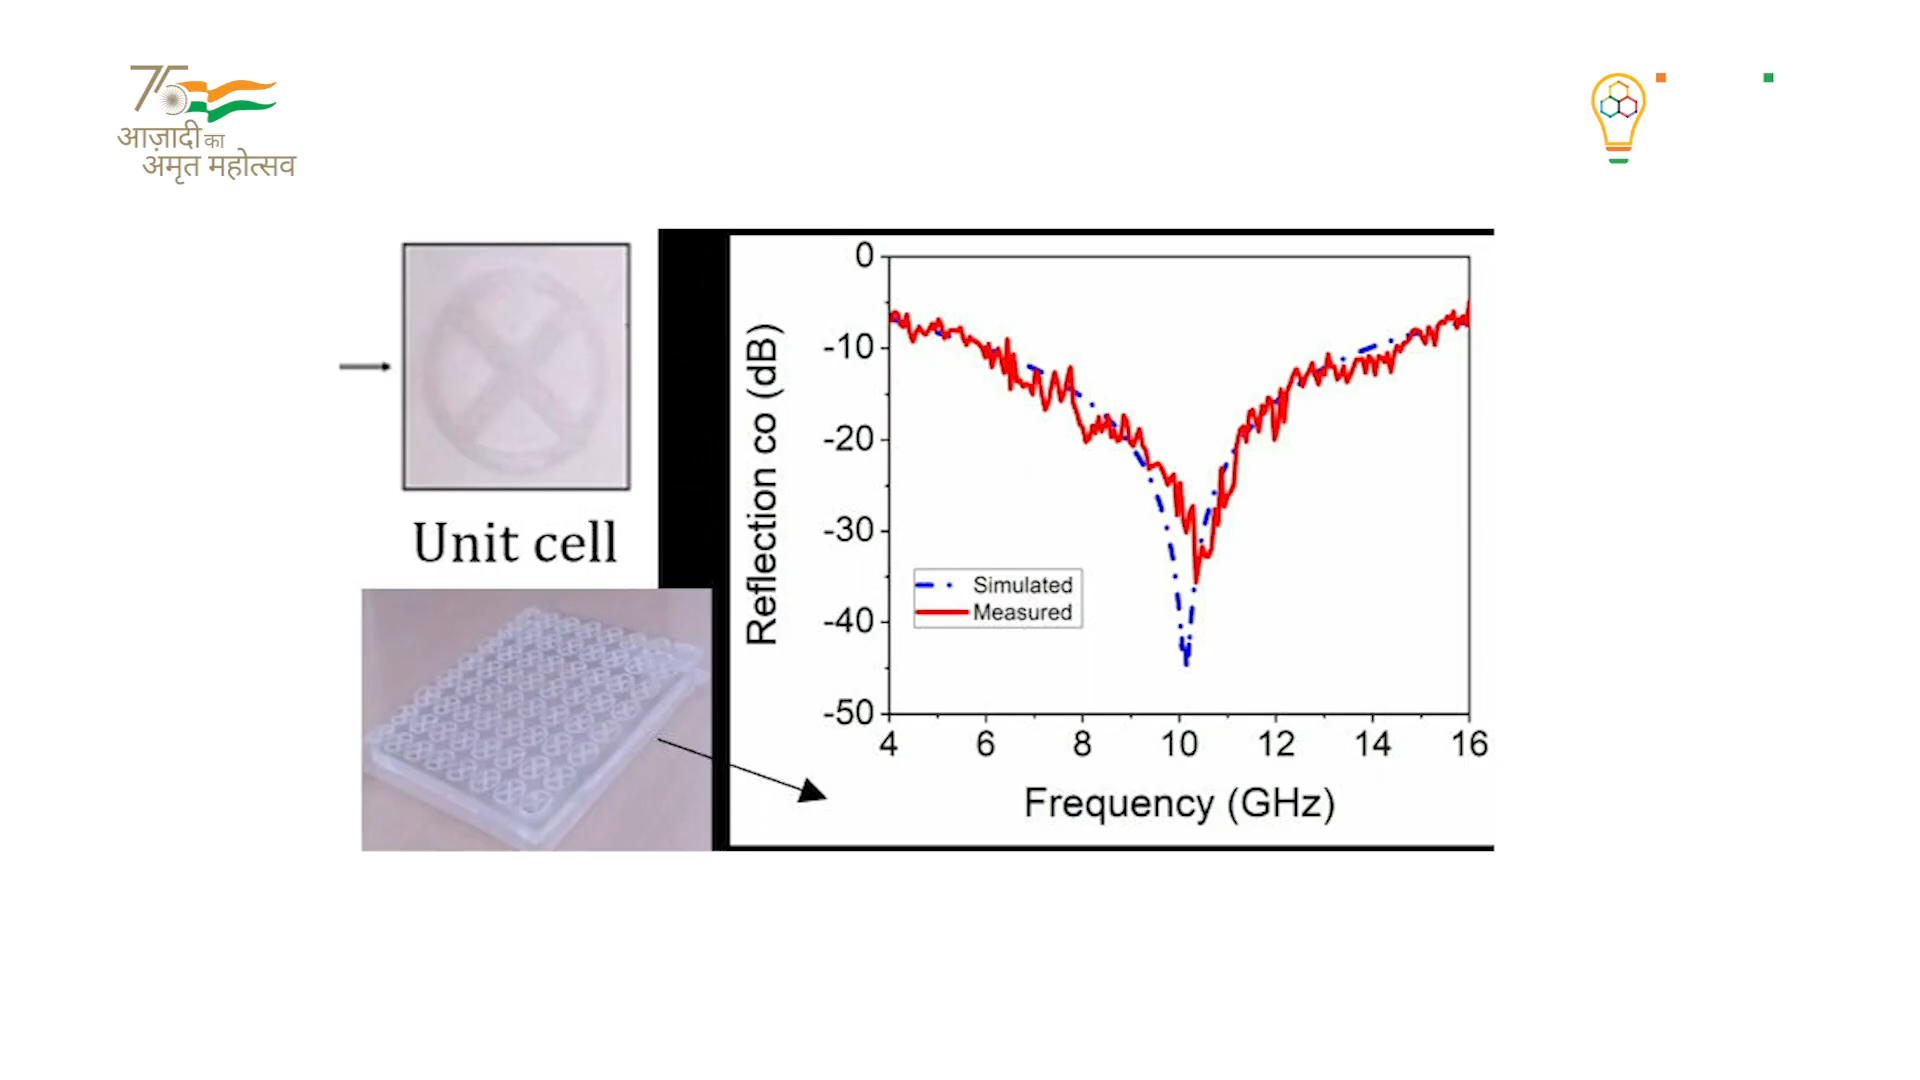 75
आज़ादी का
अमृत महोत्सव
Unit cell
Reflection co (dB)
0
-10
-20
-30
-40
-50
Simulated
Measured
4 6 8 10 12 14 16
Frequency (GHz)